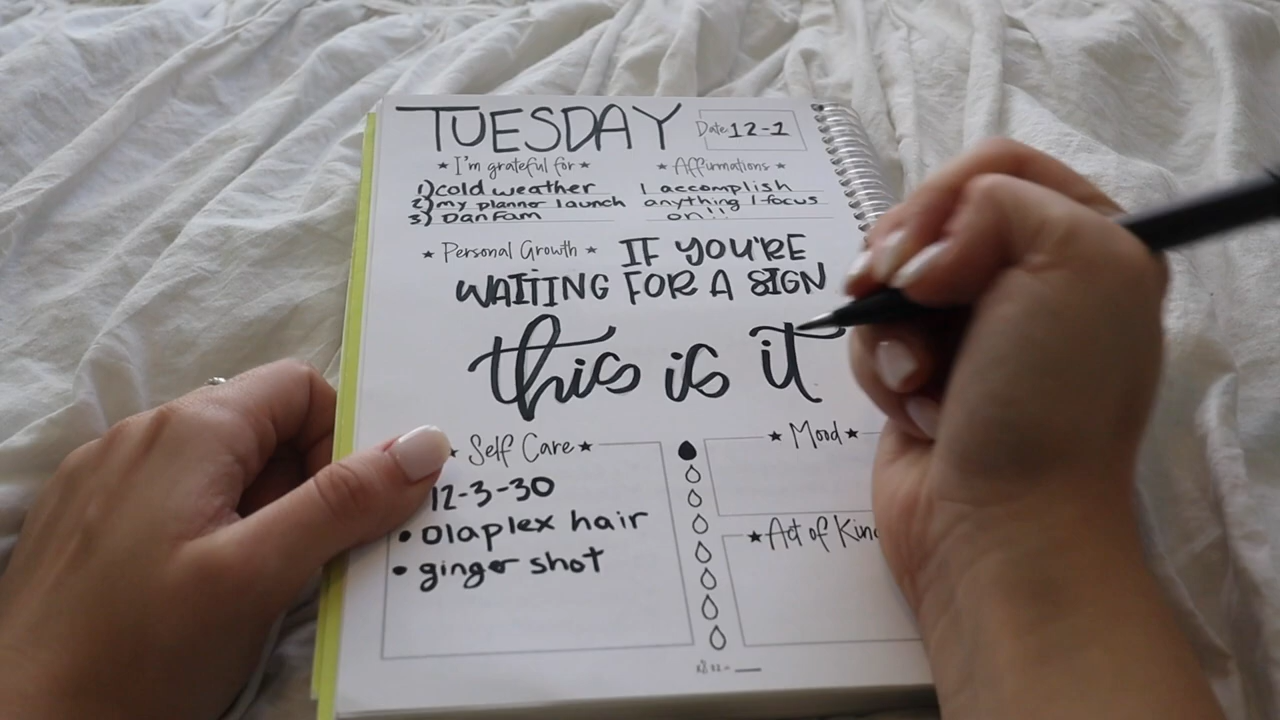 TUESDAY
Date: 12-1
★ I'm grateful for ★
1) cold weather
2) my planner launch
3) DanFam
★ Affirmations ★
I accomplish
anything I focus
on!!
★ Personal Growth ★ IF YOU'RE
WAITING FOR A SIGN
this is it
★ Self Care ★
12-3-30
• Olaplex hair
• ginger shot
★ Mood ★
★ Act of Kind